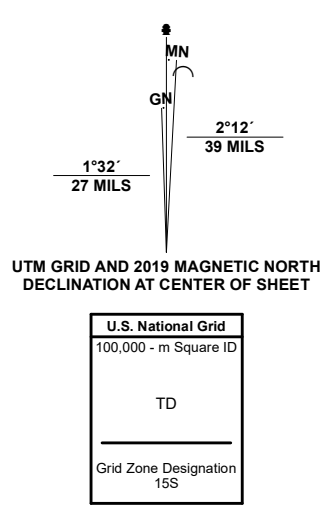 MN
GN
2°12´
39 MILS
1°32´
27 MILS
UTM GRID AND 2019 MAGNETIC NORTH
DECLINATION AT CENTER OF SHEET
U.S. National Grid
100,000 - m Square ID
TD
Grid Zone Designation
15S